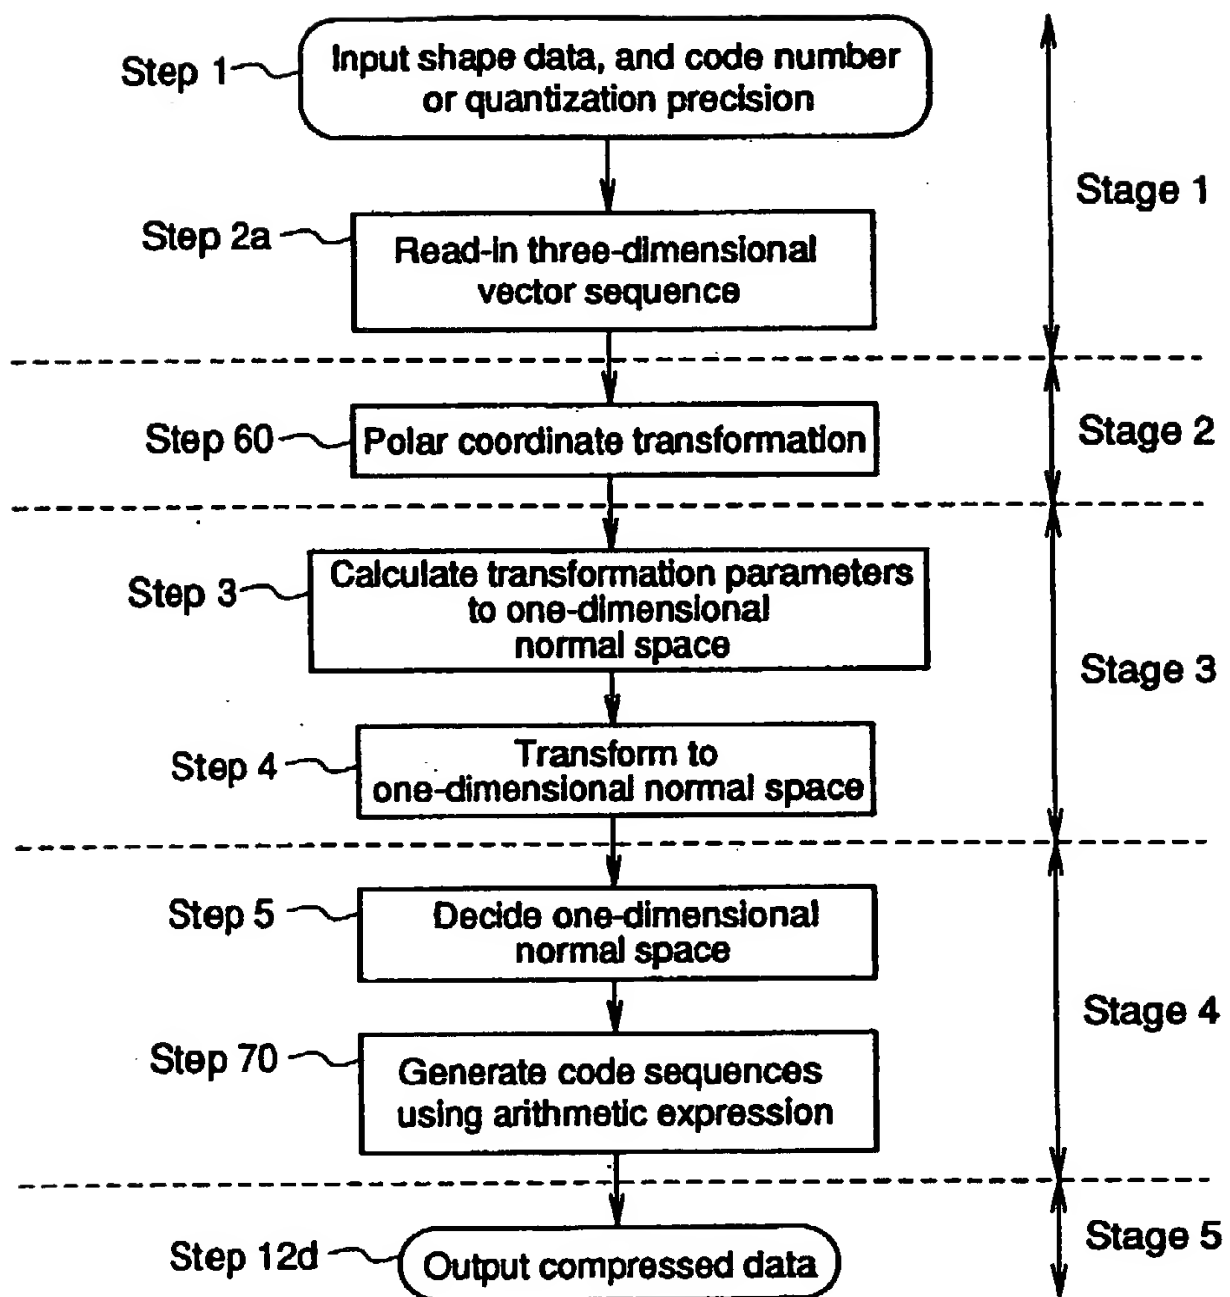 Step 1
Input shape data, and code number
or quantization precision
Stage 1
Step 2a
Read-in three-dimensional
vector sequence
Step 60
Polar coordinate transformation
Stage 2
Step 3
Calculate transformation parameters
to one-dimensional
normal space
Stage 3
Step 4
Transform to
one-dimensional normal space
Step 5
Decide one-dimensional
normal space
Stage 4
Step 70
Generate code sequences
using arithmetic expression
Step 12d
Output compressed data
Stage 5